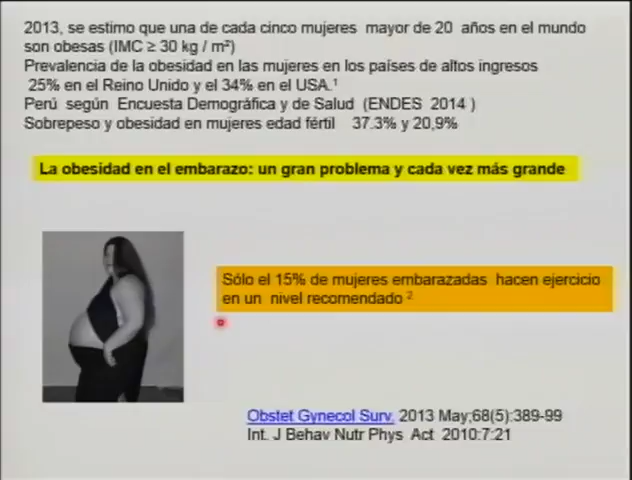 2013, se estimo que una de cada cinco mujeres mayor de 20 años en el mundo
son obesas (IMC ≥ 30 kg / m²)
Prevalencia de la obesidad en las mujeres en los países de altos ingresos
25% en el Reino Unido y el 34% en el USA.¹
Perú según Encuesta Demográfica y de Salud (ENDES 2014 )
Sobrepeso y obesidad en mujeres edad fértil 37.3% y 20,9%
La obesidad en el embarazo: un gran problema y cada vez más grande
Sólo el 15% de mujeres embarazadas hacen ejercicio
en un nivel recomendado ²
Obstet Gynecol Surv. 2013 May;68(5):389-99
Int. J Behav Nutr Phys Act 2010:7:21